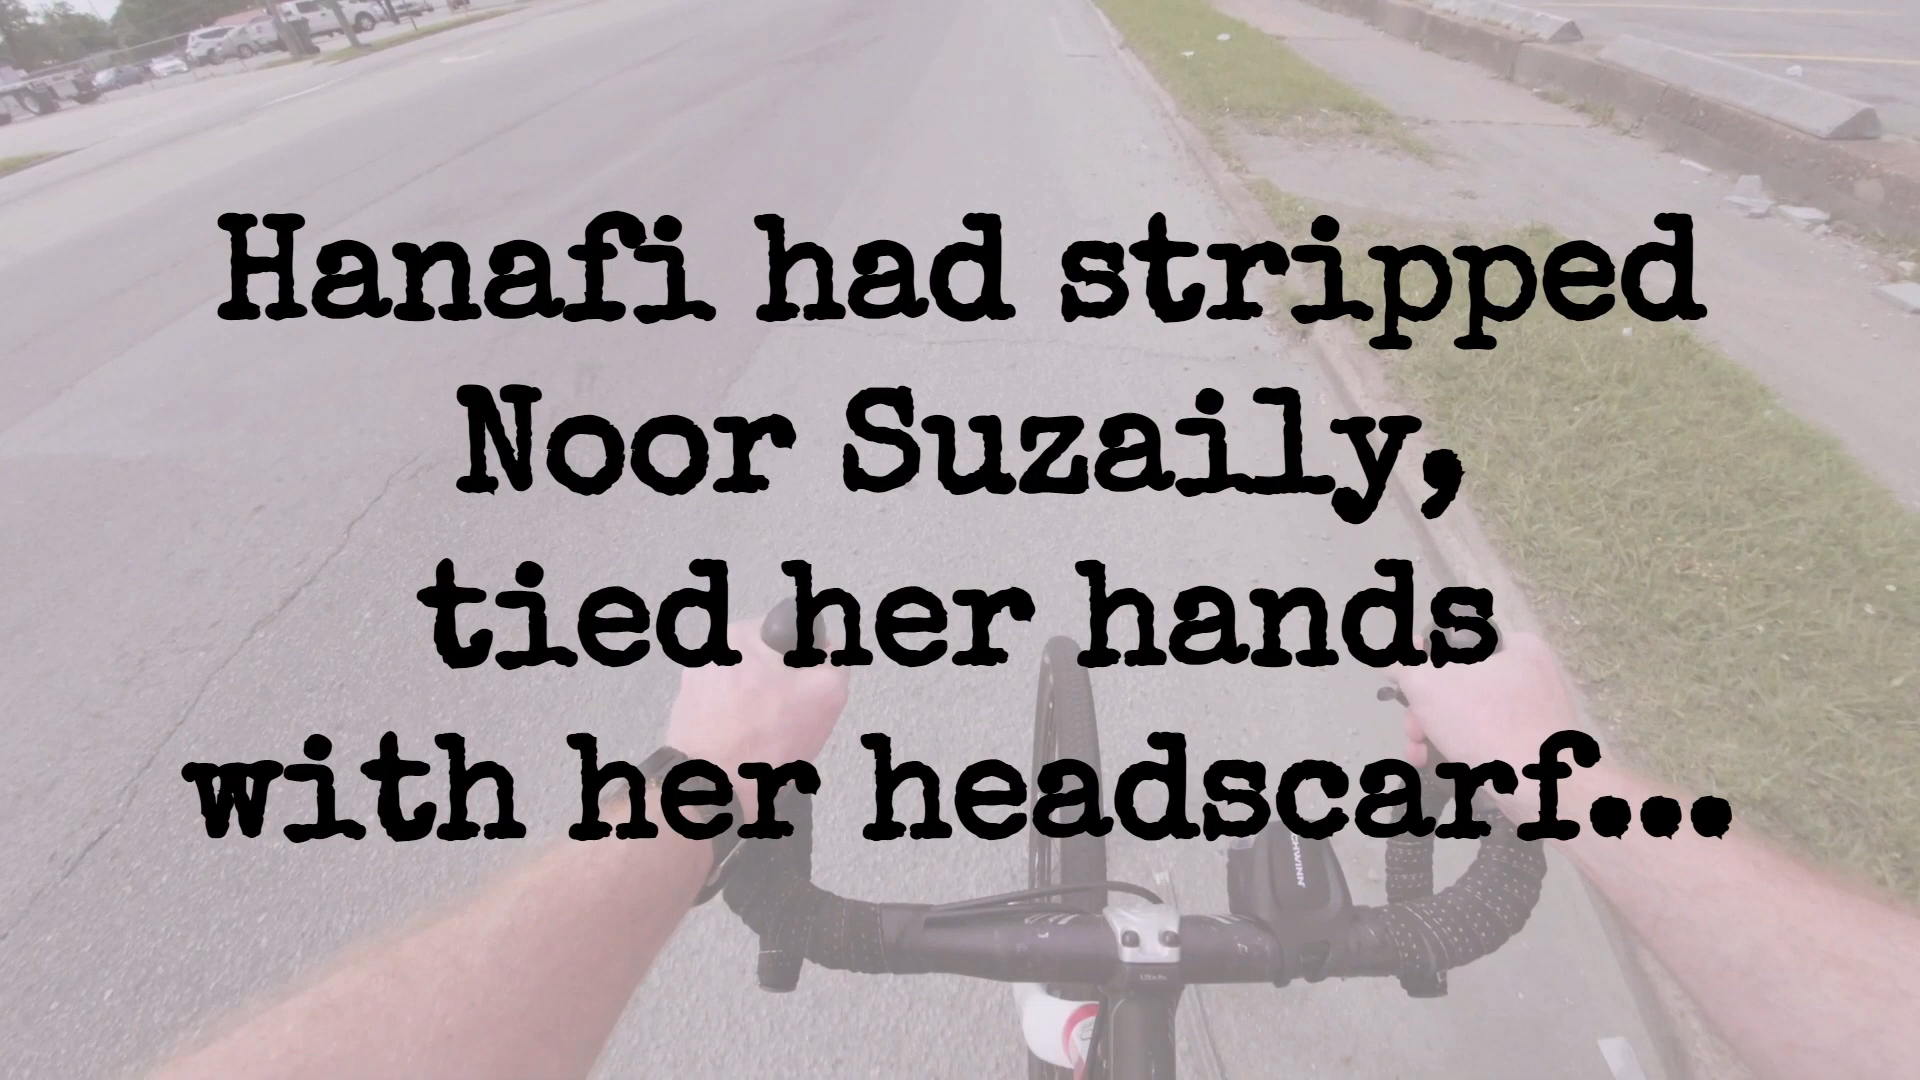 Hanafi had stripped
Noor Suzaily,
tied her hands
with her headscarf...